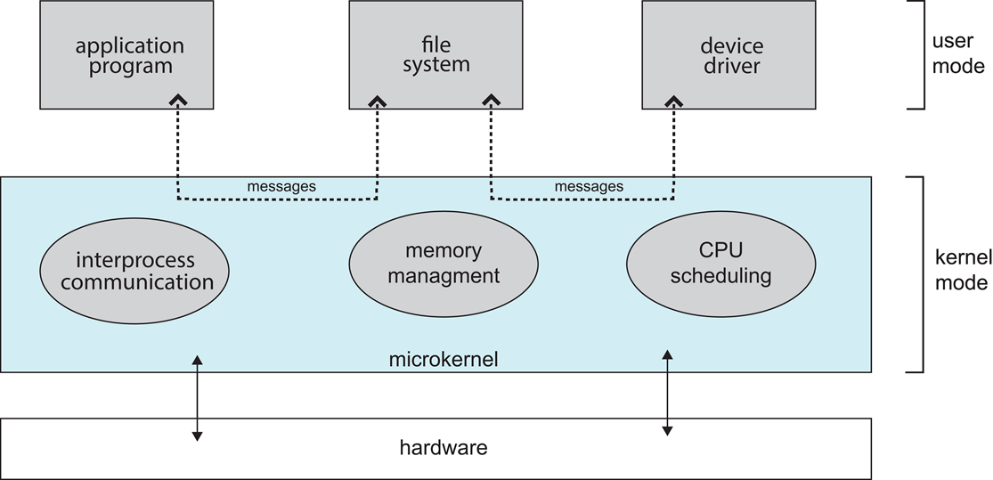 application
program
file
system
device
driver
user
mode
messages
messages
interprocess
communication
memory
managment
CPU
scheduling
kernel
mode
microkernel
hardware